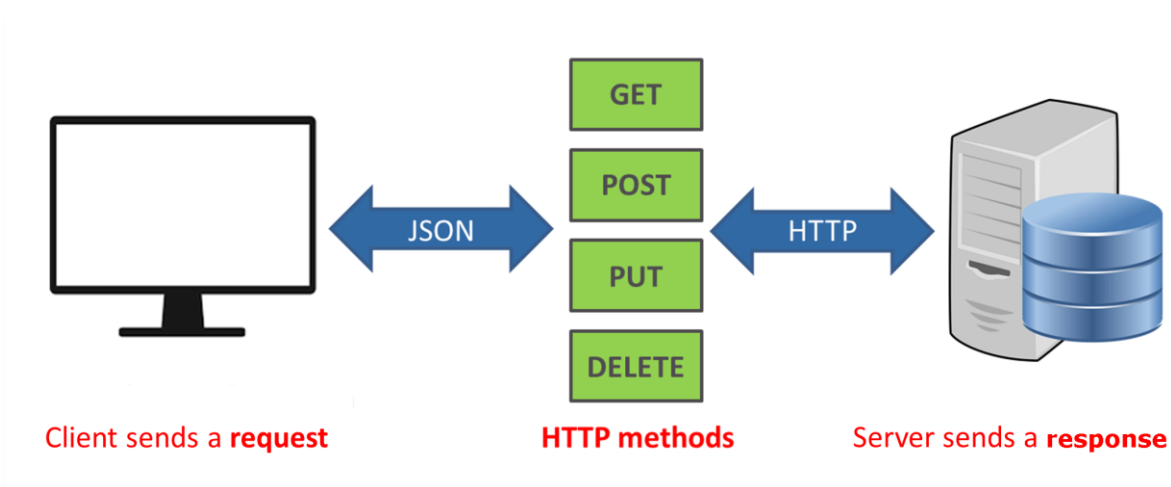 GET
POST
JSON
HTTP
PUT
DELETE
Client sends a request
HTTP methods
Server sends a response